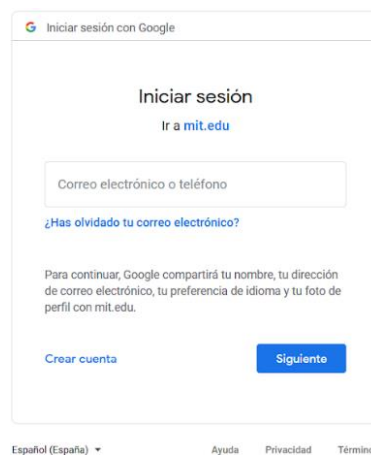 Iniciar sesión con Google
Iniciar sesión
Ir a mit.edu
Correo electrónico o teléfono
¿Has olvidado tu correo electrónico?
Para continuar, Google compartirá tu nombre, tu dirección
de correo electrónico, tu preferencia de idioma y tu foto de
perfil con mit.edu.
Crear cuenta Siguiente
Español (España) Ayuda Privacidad